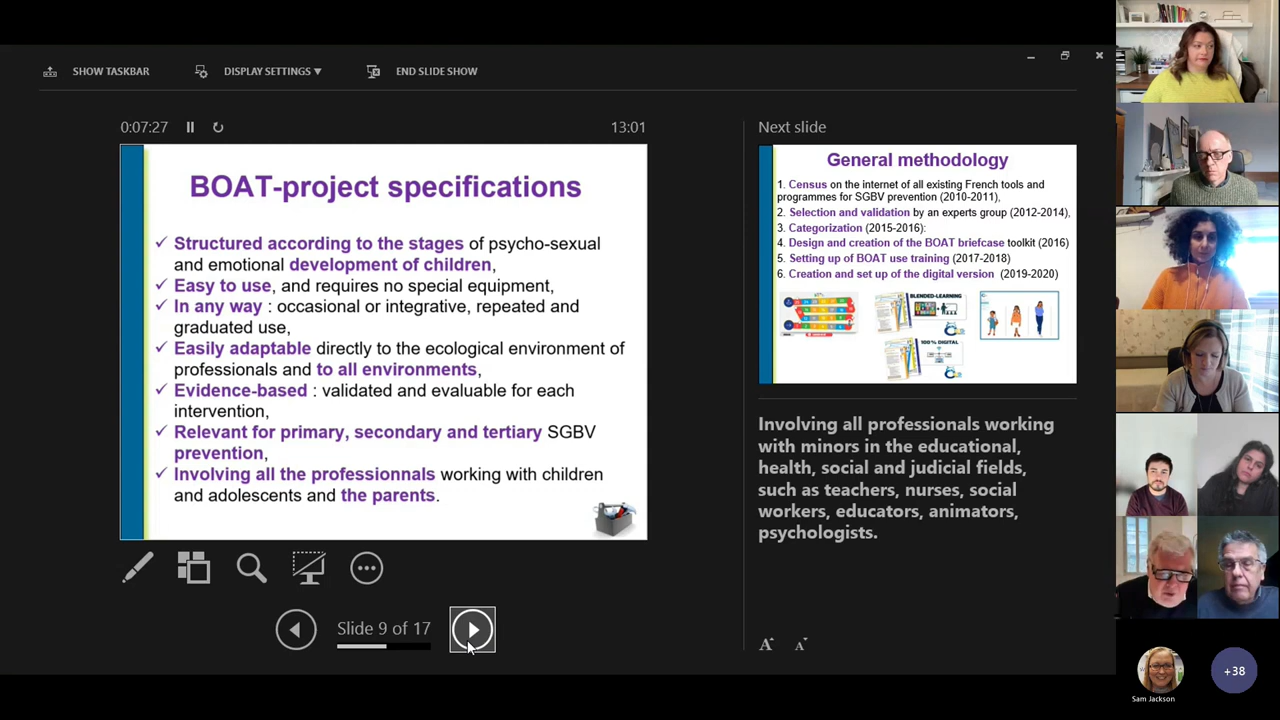 SHOW TASKBAR
DISPLAY SETTINGS ▼
END SLIDE SHOW
0:07:27
13:01
BOAT-project specifications
✓ Structured according to the stages of psycho-sexual
and emotional development of children,
✓ Easy to use, and requires no special equipment,
✓ In any way : occasional or integrative, repeated and
graduated use,
✓ Easily adaptable directly to the ecological environment of
professionals and to all environments,
✓ Evidence-based : validated and evaluable for each
intervention,
✓ Relevant for primary, secondary and tertiary SGBV
prevention,
✓ Involving all the professionnals working with children
and adolescents and the parents.
Slide 9 of 17
Next slide
General methodology
1. Census on the internet of all existing French tools and
programmes for SGBV prevention (2010-2011),
2. Selection and validation by an experts group (2012-2014),
3. Categorization (2015-2016):
4. Design and creation of the BOAT briefcase toolkit (2016)
5. Setting up of BOAT use training (2017-2018)
6. Creation and set up of the digital version (2019-2020)
BLENDED-LEARNING
100 % DIGITAL
Involving all professionals working
with minors in the educational,
health, social and judicial fields,
such as teachers, nurses, social
workers, educators, animators,
psychologists.
A A
Sam Jackson
+38